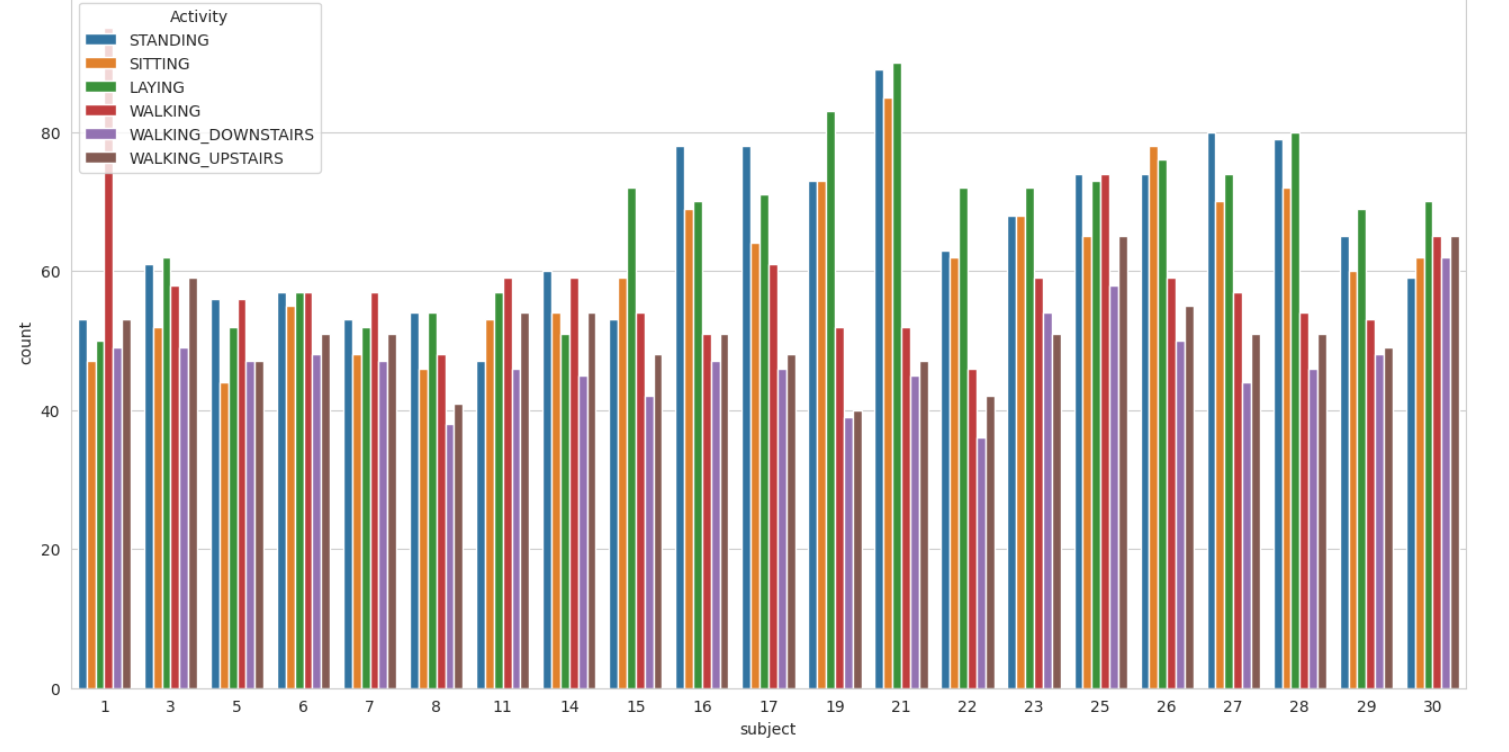 Activity
STANDING
SITTING
LAYING
WALKING
WALKING_DOWNSTAIRS
WALKING_UPSTAIRS
80
60
40
20
0
count
1 3 5 6 7 8 11 14 15 16 17 19 21 22 23 25 26 27 28 29 30
subject